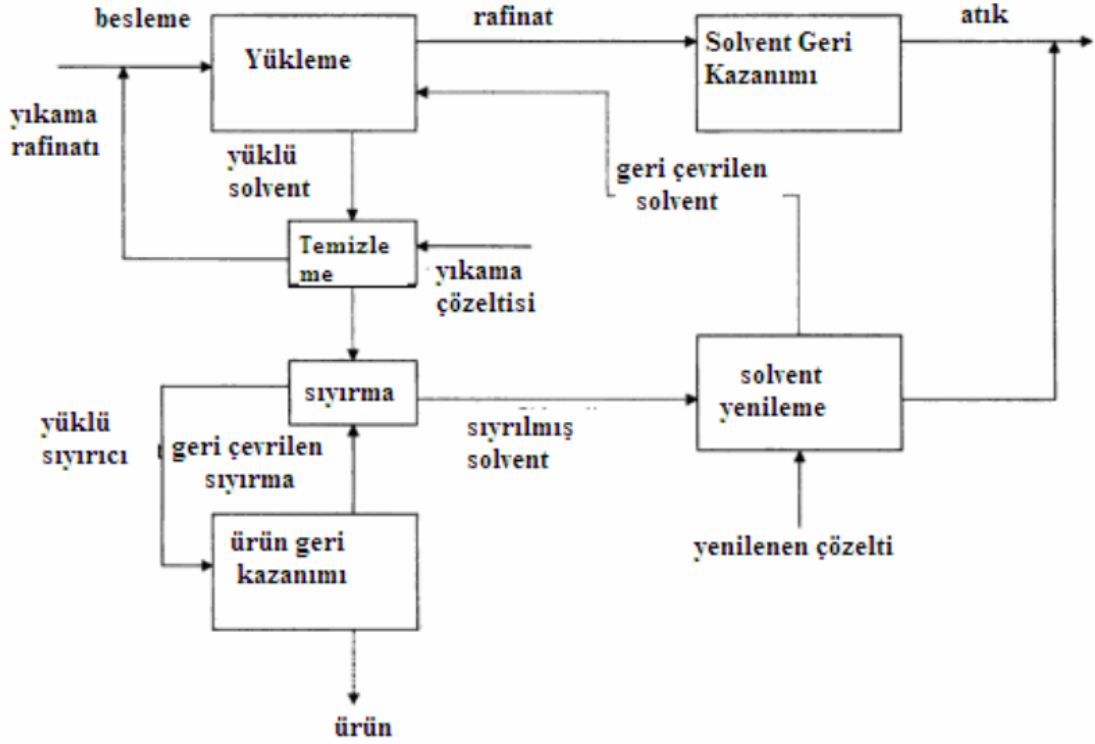 besleme
rafinat
atık
Yükleme
Solvent Geri
Kazanımı
yıkama
rafinatı
yüklü
solvent
geri çevrilen
solvent
Temizle
me
yıkama
çözeltisi
sıyırma
solvent
yenileme
yüklü
sıyırıcı
geri çevrilen
sıyırma
sıyrılmış
solvent
ürün geri
kazanımı
yenilenen çözelti
ürün